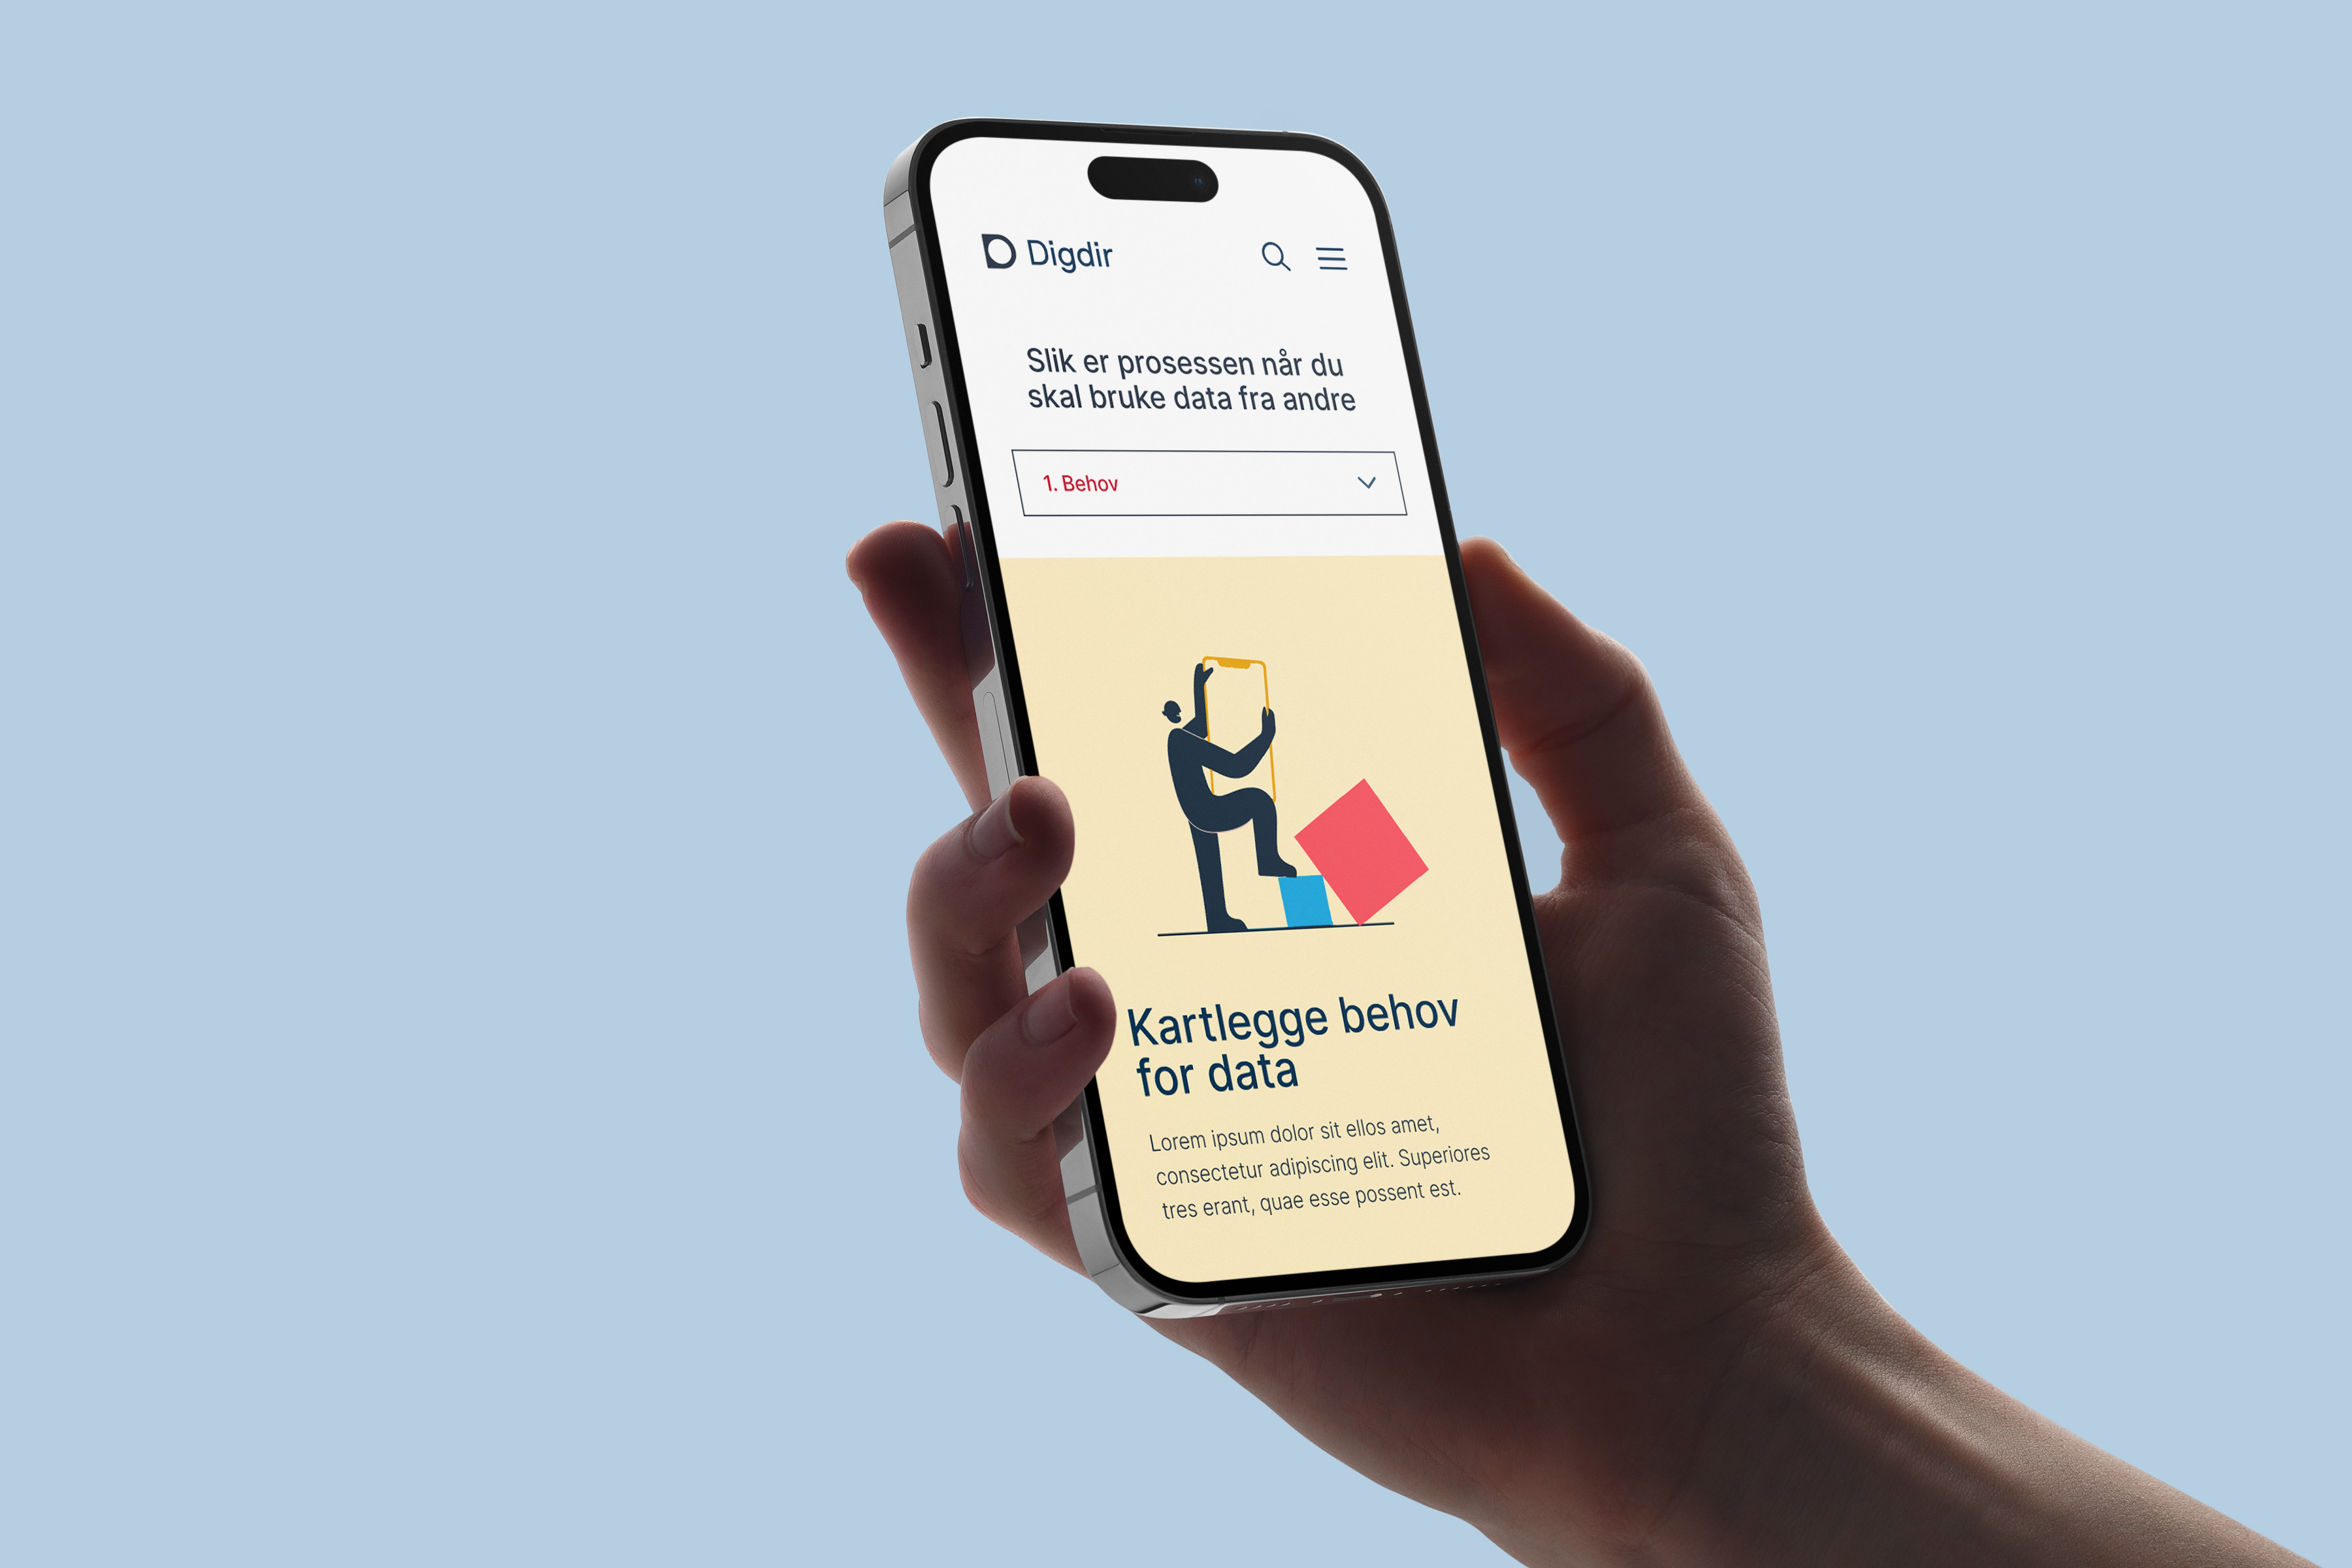 Digdir
Slik er prosessen når du
skal bruke data fra andre
1. Behov
Kartlegge behov
for data
Lorem ipsum dolor sit ellos amet,
consectetur adipiscing elit. Superiores
tres erant, quae esse possent est.